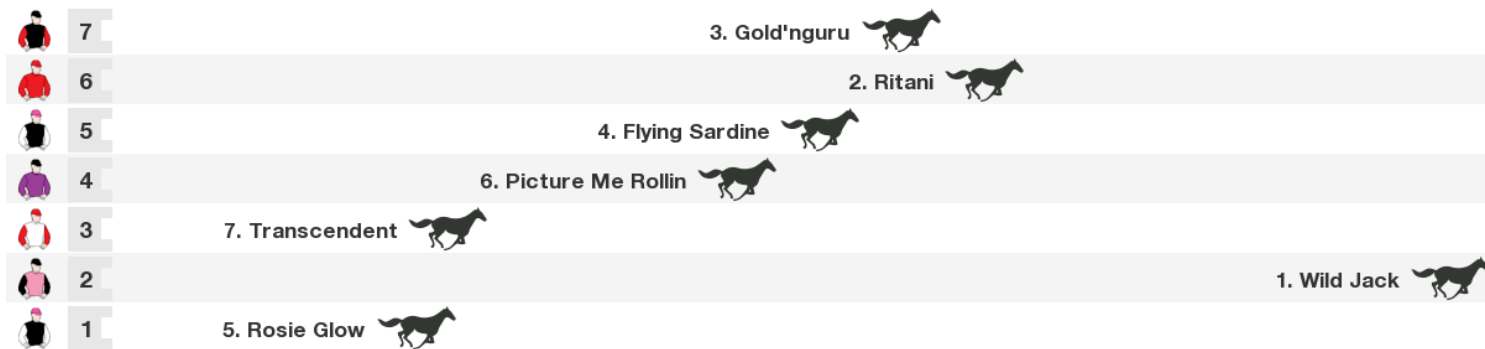 7 3. Gold'nguru
6 2. Ritani
5 4. Flying Sardine
4 6. Picture Me Rollin
3 7. Transcendent
2 1. Wild Jack
1 5. Rosie Glow